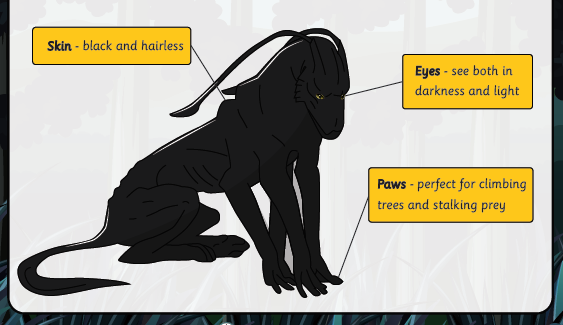 Skin - black and hairless
Eyes - see both in
darkness and light
Paws - perfect for climbing
trees and stalking prey